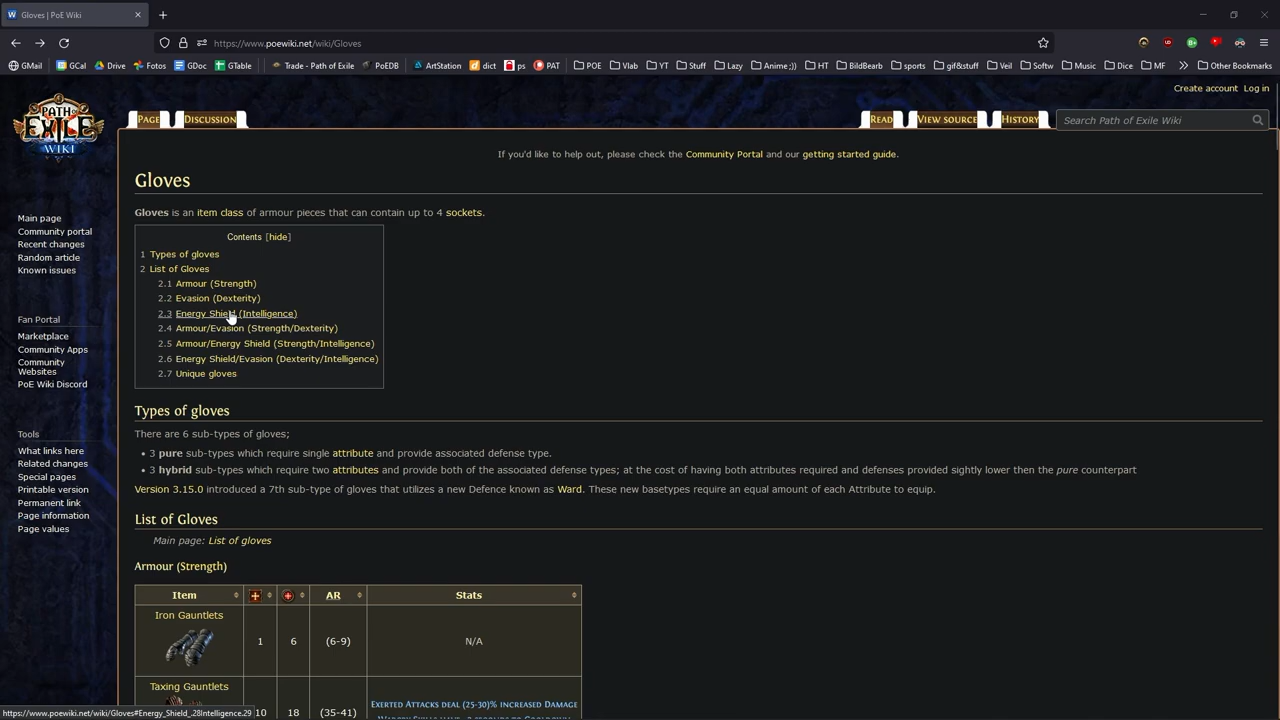 Gloves | PoE Wiki
https://www.poewiki.net/wiki/Gloves
GMail GCal Drive Fotos GDoc GTable Trade - Path of Exile PoEDB ArtStation dict ps PAT POE Vlab YT Stuff Lazy Anime ;)) HT BildBearb sports gif&stuff Veil Softw Music Dice MF Other Bookmarks
Create account Log in
PATH OF EXILE WIKI
PAGE DISCUSSION READ VIEW SOURCE HISTORY Search Path of Exile Wiki
If you'd like to help out, please check the Community Portal and our getting started guide.
Gloves
Gloves is an item class of armour pieces that can contain up to 4 sockets.
Contents [hide]
1 Types of gloves
2 List of Gloves
2.1 Armour (Strength)
2.2 Evasion (Dexterity)
2.3 Energy Shield (Intelligence)
2.4 Armour/Evasion (Strength/Dexterity)
2.5 Armour/Energy Shield (Strength/Intelligence)
2.6 Energy Shield/Evasion (Dexterity/Intelligence)
2.7 Unique gloves
Main page
Community portal
Recent changes
Random article
Known issues
Fan Portal
Marketplace
Community Apps
Community
Websites
PoE Wiki Discord
Tools
What links here
Related changes
Special pages
Printable version
Permanent link
Page information
Page values
Types of gloves
There are 6 sub-types of gloves;
• 3 pure sub-types which require single attribute and provide associated defense type.
• 3 hybrid sub-types which require two attributes and provide both of the associated defense types; at the cost of having both attributes required and defenses provided sightly lower then the pure counterpart
Version 3.15.0 introduced a 7th sub-type of gloves that utilizes a new Defence known as Ward. These new basetypes require an equal amount of each Attribute to equip.
List of Gloves
Main page: List of gloves
Armour (Strength)
Item AR Stats
Iron Gauntlets
1 6 (6-9) N/A
Taxing Gauntlets
10 18 (35-41) EXERTED ATTACKS DEAL (25-30)% INCREASED DAMAGE
https://www.poewiki.net/wiki/Gloves#Energy_Shield_.28Intelligence.29